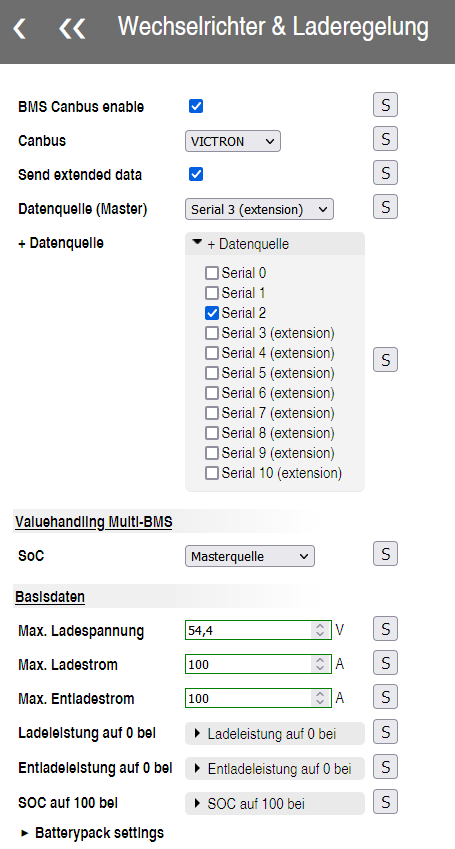 Wechselrichter & Laderegelung
BMS Canbus enable S
Canbus VICTRON S
Send extended data S
Datenquelle (Master) Serial 3 (extension) S
+ Datenquelle + Datenquelle
Serial 0
Serial 1
Serial 2
Serial 3 (extension)
Serial 4 (extension)
Serial 5 (extension) S
Serial 6 (extension)
Serial 7 (extension)
Serial 8 (extension)
Serial 9 (extension)
Serial 10 (extension)
Valuehandling Multi-BMS
SoC Masterquelle S
Basisdaten
Max. Ladespannung 54,4 V S
Max. Ladestrom 100 A S
Max. Entladestrom 100 A S
Ladeleistung auf 0 bei Ladeleistung auf 0 bei S
Entladeleistung auf 0 bei Entladeleistung auf 0 bei S
SOC auf 100 bei SOC auf 100 bei S
Batterypack settings